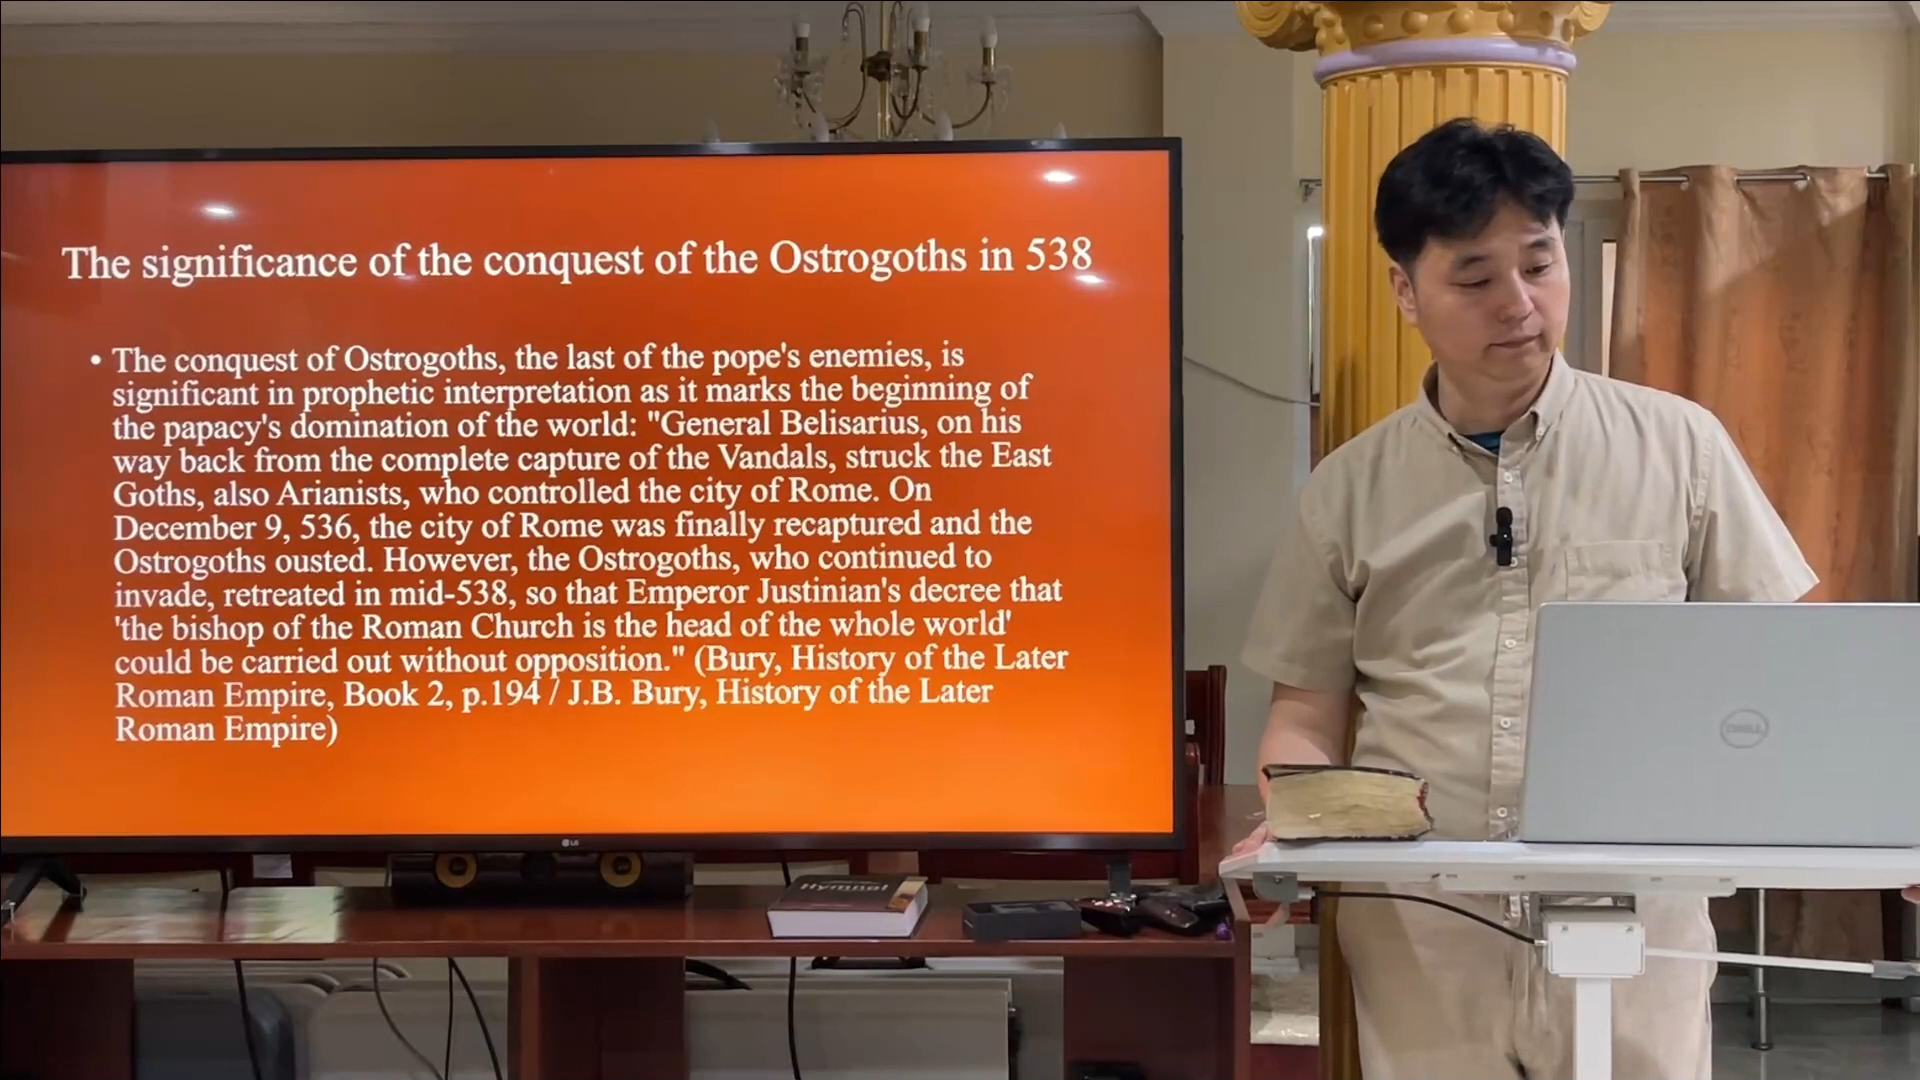 The significance of the conquest of the Ostrogoths in 538
• The conquest of Ostrogoths, the last of the pope's enemies, is
significant in prophetic interpretation as it marks the beginning of
the papacy's domination of the world: "General Belisarius, on his
way back from the complete capture of the Vandals, struck the East
Goths, also Arianists, who controlled the city of Rome. On
December 9, 536, the city of Rome was finally recaptured and the
Ostrogoths ousted. However, the Ostrogoths, who continued to
invade, retreated in mid-538, so that Emperor Justinian's decree that
'the bishop of the Roman Church is the head of the whole world'
could be carried out without opposition." (Bury, History of the Later
Roman Empire, Book 2, p.194 / J.B. Bury, History of the Later
Roman Empire)
LG
Hymnal
DELL